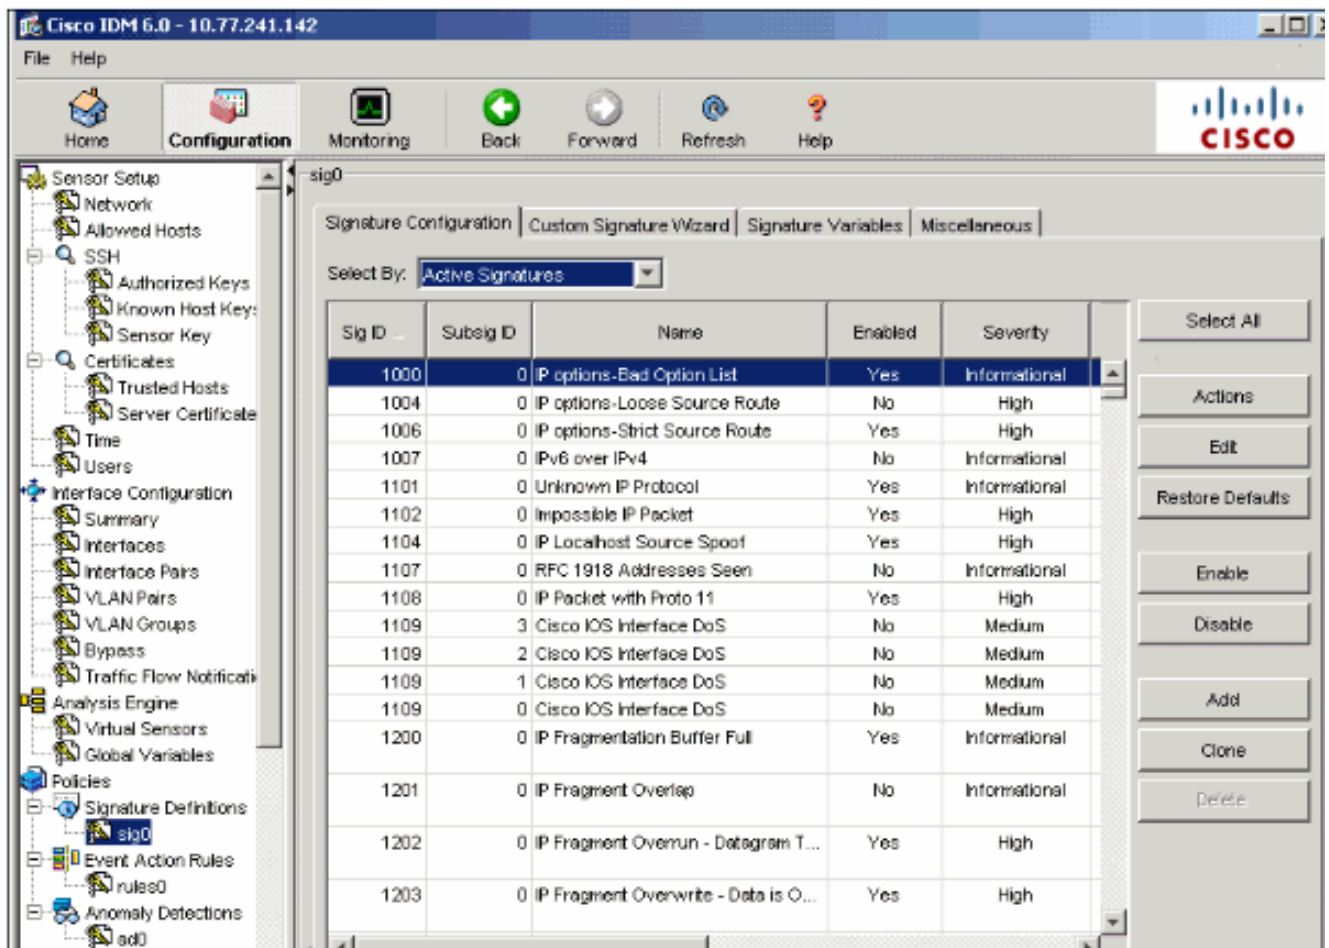 Cisco IDM 6.0 - 10.77.241.142
File Help
Home Configuration Monitoring Back Forward Refresh Help
CISCO
Sensor Setup
Network
Allowed Hosts
SSH
Authorized Keys
Known Host Key
Sensor Key
Certificates
Trusted Hosts
Server Certificate
Time
Users
Interface Configuration
Summary
Interfaces
Interface Pairs
VLAN Pairs
VLAN Groups
Bypass
Traffic Flow Notificati
Analysis Engine
Virtual Sensors
Global Variables
Policies
Signature Definitions
sig0
Event Action Rules
rules0
Anomaly Detections
ad0
sig0
Signature Configuration Custom Signature Wizard Signature Variables Miscellaneous
Select By: Active Signatures
Sig ID Subsig ID Name Enabled Severity
1000 0 IP options-Bad Option List Yes Informational
1004 0 IP options-Loose Source Route No High
1006 0 IP options-Strict Source Route Yes High
1007 0 IPv6 over IPv4 No Informational
1101 0 Unknown IP Protocol Yes Informational
1102 0 Impossible IP Packet Yes High
1104 0 IP Localhost Source Spoof Yes High
1107 0 RFC 1918 Addresses Seen No Informational
1108 0 IP Packet with Proto 11 Yes High
1109 3 Cisco IOS Interface DoS No Medium
1109 2 Cisco IOS Interface DoS No Medium
1109 1 Cisco IOS Interface DoS No Medium
1109 0 Cisco IOS Interface DoS No Medium
1200 0 IP Fragmentation Buffer Full Yes Informational
1201 0 IP Fragment Overlap No Informational
1202 0 IP Fragment Overrun - Datagram T... Yes High
1203 0 IP Fragment Overwrite - Data is O... Yes High
Select All
Actions
Edit
Restore Defaults
Enable
Disable
Add
Clone
Delete